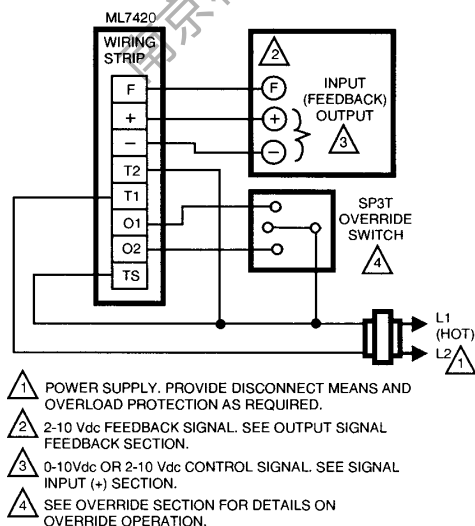 ML7420
WIRING
STRIP
F
+
−
T2
T1
O1
O2
TS
2
F
+
−
INPUT
(FEEDBACK)
OUTPUT
3
SP3T
OVERRIDE
SWITCH
4
L1
(HOT)
L2
1
1 POWER SUPPLY. PROVIDE DISCONNECT MEANS AND
OVERLOAD PROTECTION AS REQUIRED.
2 2-10 Vdc FEEDBACK SIGNAL. SEE OUTPUT SIGNAL
FEEDBACK SECTION.
3 0-10Vdc OR 2-10 Vdc CONTROL SIGNAL. SEE SIGNAL
INPUT (+) SECTION.
4 SEE OVERRIDE SECTION FOR DETAILS ON
OVERRIDE OPERATION.
南京